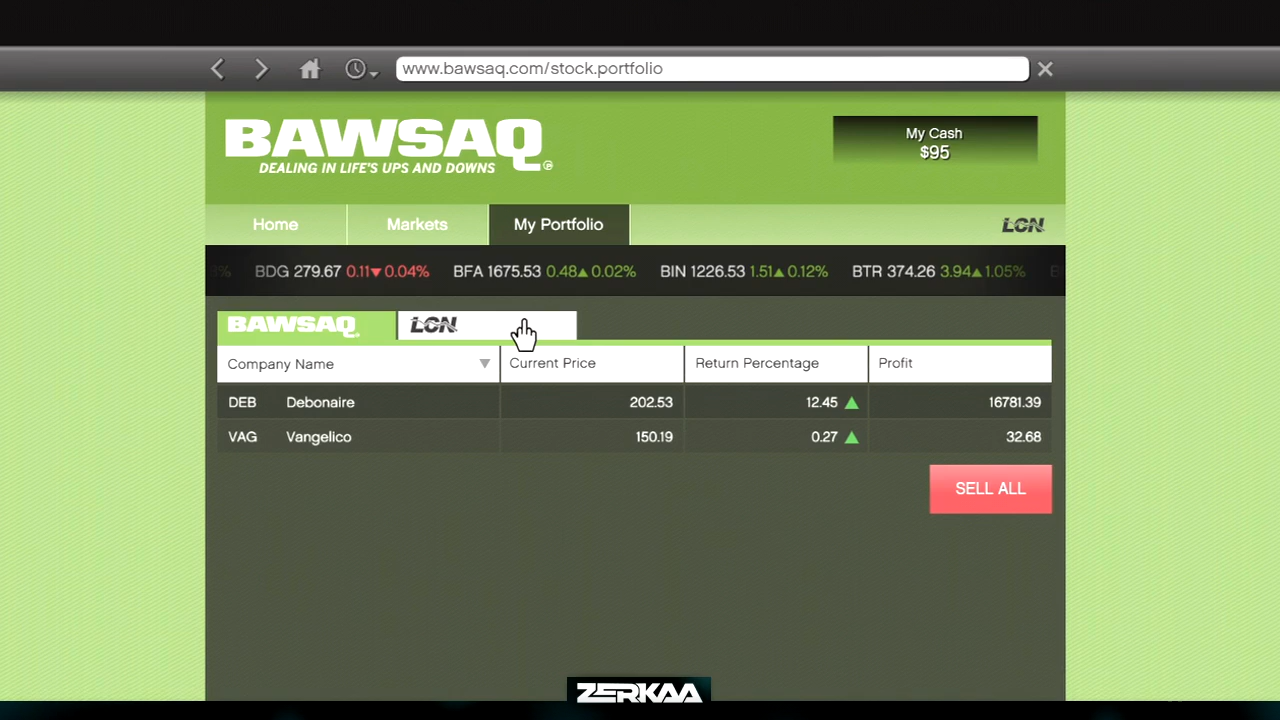 www.bawsaq.com/stock.portfolio
BAWSAQ
DEALING IN LIFE'S UPS AND DOWNS
My Cash
$95
Home Markets My Portfolio LCN
3% BDG 279.67 0.11▼0.04% BFA 1675.53 0.48▲0.02% BIN 1226.53 1.51▲0.12% BTR 374.26 3.94▲1.05%
BAWSAQ LCN
Company Name ▼ Current Price Return Percentage Profit
DEB Debonaire 202.53 12.45 ▲ 16781.39
VAG Vangelico 150.19 0.27 ▲ 32.68
SELL ALL
ZERKAA